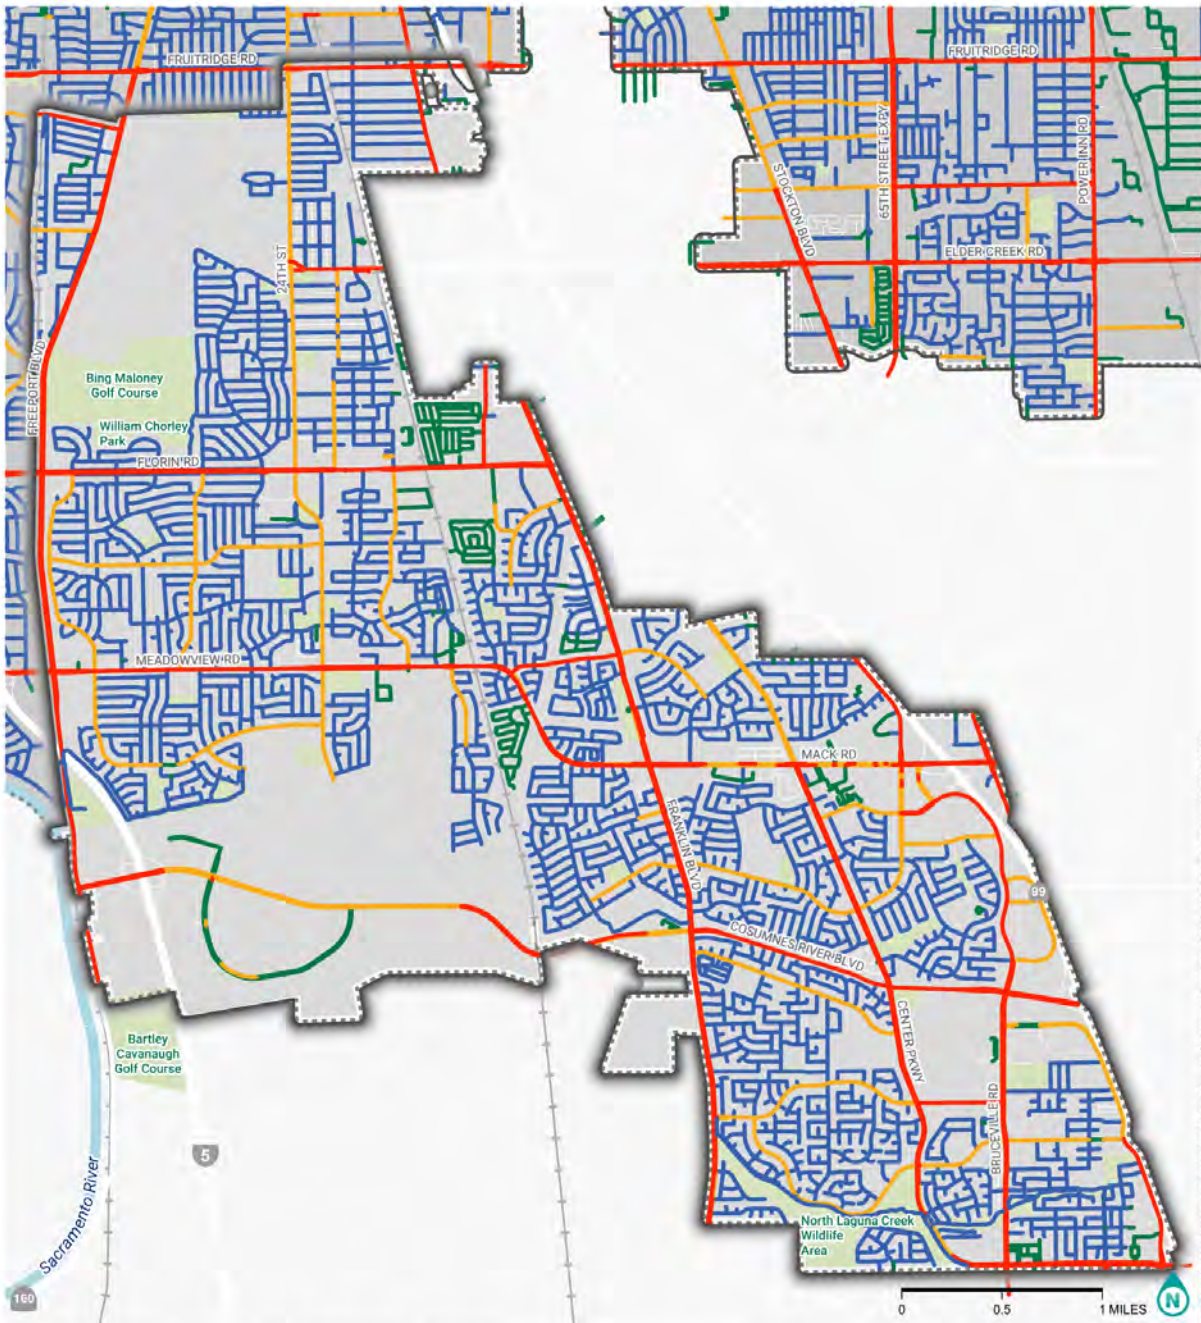 FRUITRIDGE RD
FRUITRIDGE RD
STOCKTON BLVD
65TH STREET EXPY
POWER INN RD
ELDER CREEK RD
24TH ST
FREEPORT BLVD
Bing Maloney
Golf Course
William Chorley
Park
FLORIN RD
MEADOWVIEW RD
MACK RD
FRANKLIN BLVD
99
COSUMNES RIVER BLVD
CENTER PKWY
BRUCEVILLE RD
Bartley
Cavanaugh
Golf Course
5
Sacramento River
160
North Laguna Creek
Wildlife
Area
0 0.5 1 MILES
N